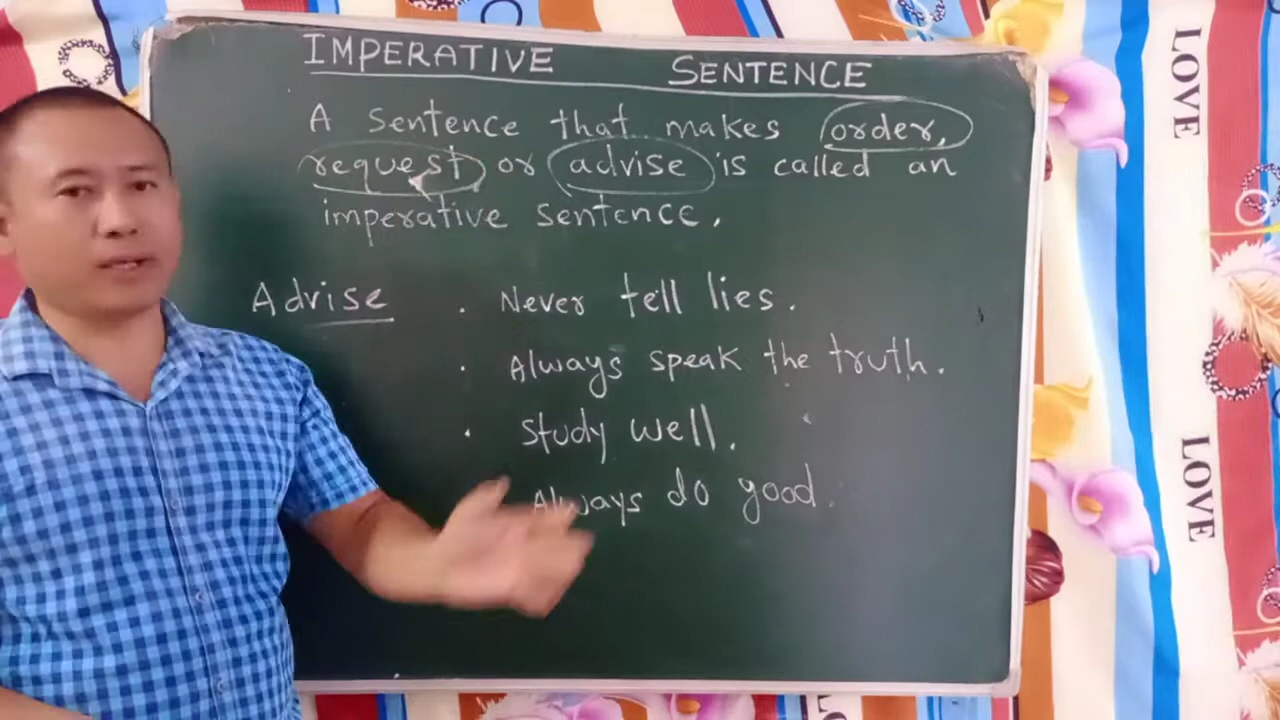 IMPERATIVE SENTENCE
A sentence that makes order,
request or advise is called an
imperative sentence.
Advise . Never tell lies.
. Always speak the truth.
. Study well.
Always do good.
LOVE
LOVE